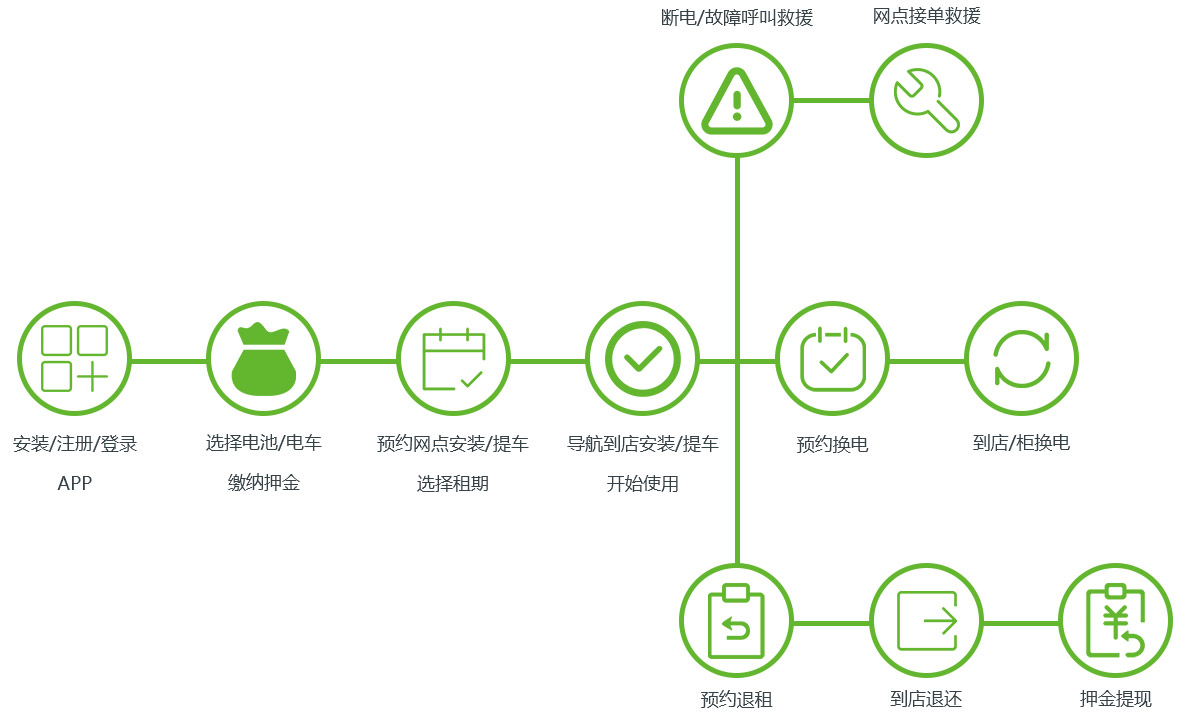 断电/故障呼叫救援
网点接单救援
安装/注册/登录
APP
选择电池/电车
缴纳押金
预约网点安装/提车
选择租期
导航到店安装/提车
开始使用
预约换电
到店/柜换电
预约退租
到店退还
押金提现